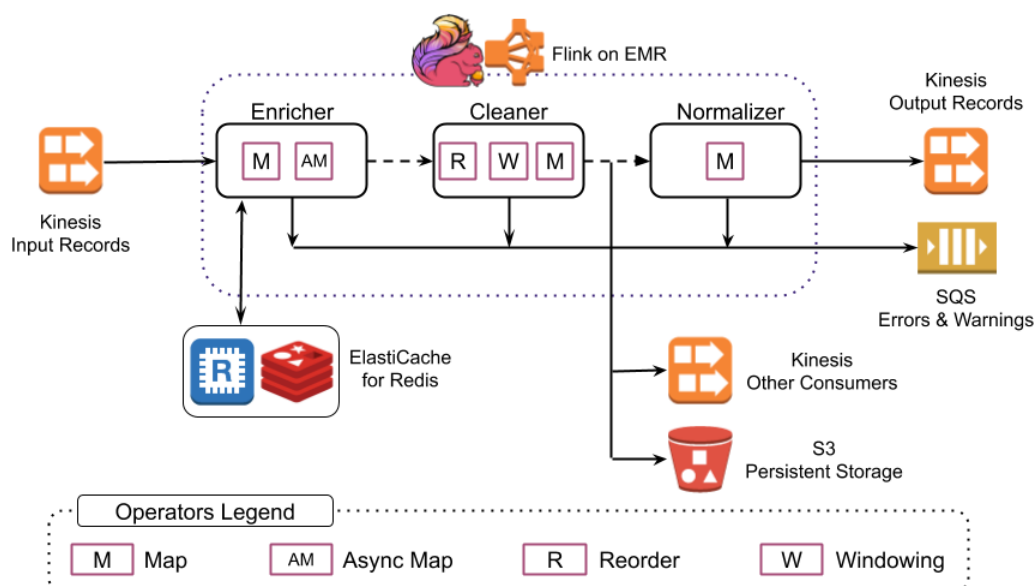 Flink on EMR
Kinesis
Output Records
Enricher
Cleaner
Normalizer
M
AM
R
W
M
M
Kinesis
Input Records
SQS
Errors & Warnings
R
ElastiCache
for Redis
Kinesis
Other Consumers
S3
Persistent Storage
Operators Legend
M Map
AM Async Map
R Reorder
W Windowing